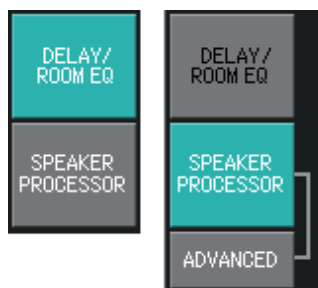 DELAY/
ROOM EQ
SPEAKER
PROCESSOR
DELAY/
ROOM EQ
SPEAKER
PROCESSOR
ADVANCED